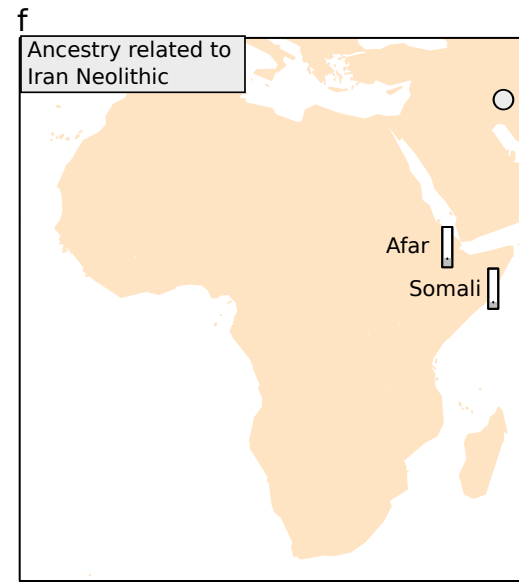 f
Ancestry related to
Iran Neolithic
Afar
Somali